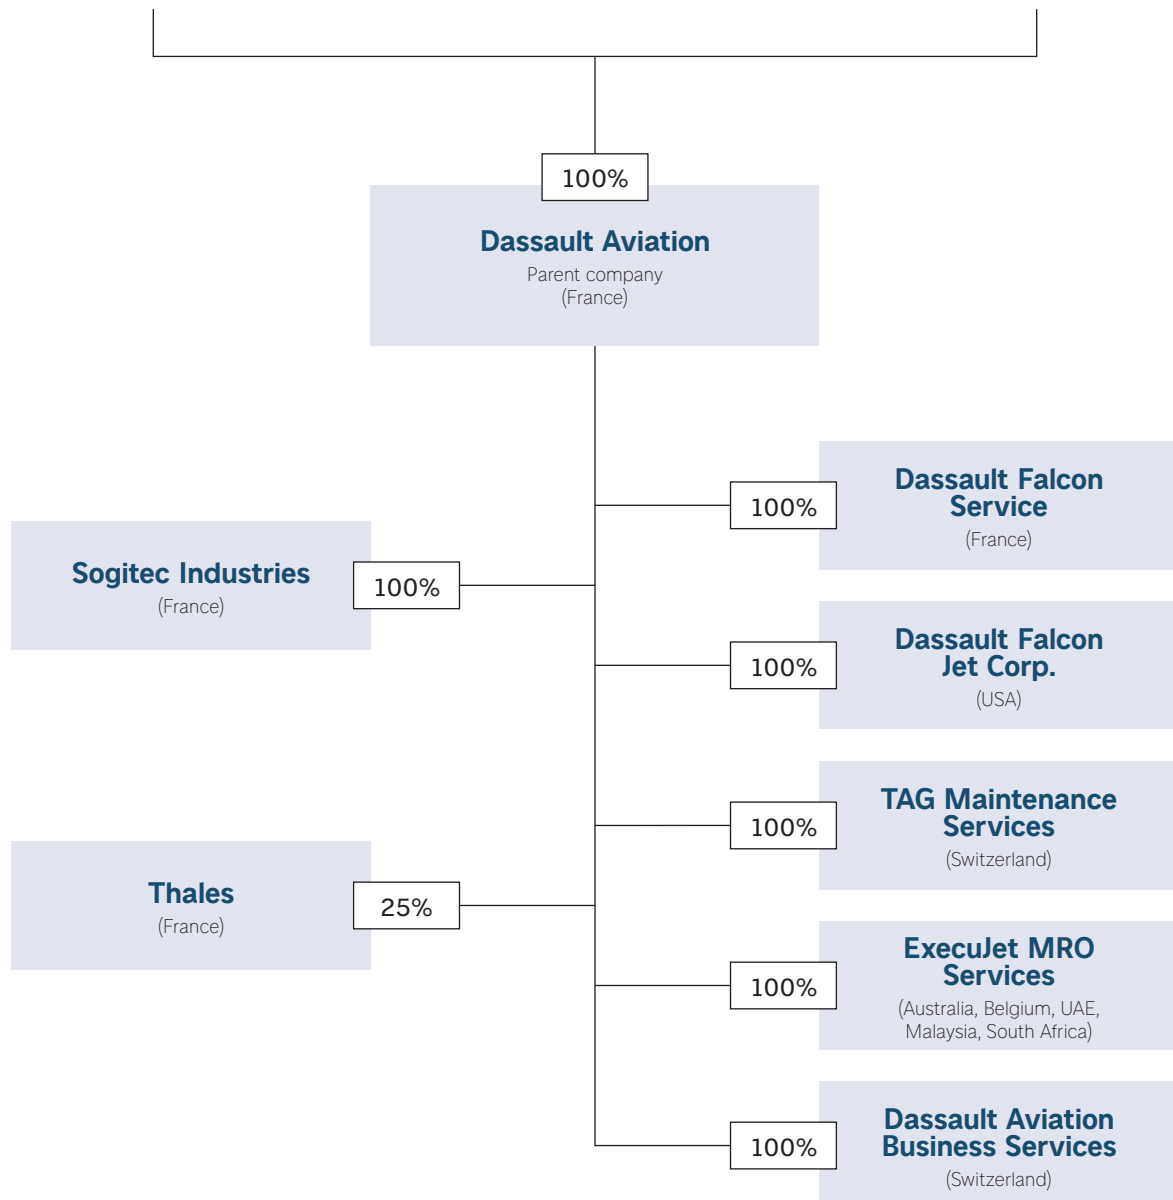 100%
Dassault Aviation
Parent company
(France)
Dassault Falcon
Service
(France)
100%
Sogitec Industries
(France)
100%
Dassault Falcon
Jet Corp.
(USA)
100%
TAG Maintenance
Services
(Switzerland)
100%
Thales
(France)
25%
ExecuJet MRO
Services
(Australia, Belgium, UAE,
Malaysia, South Africa)
100%
Dassault Aviation
Business Services
(Switzerland)
100%